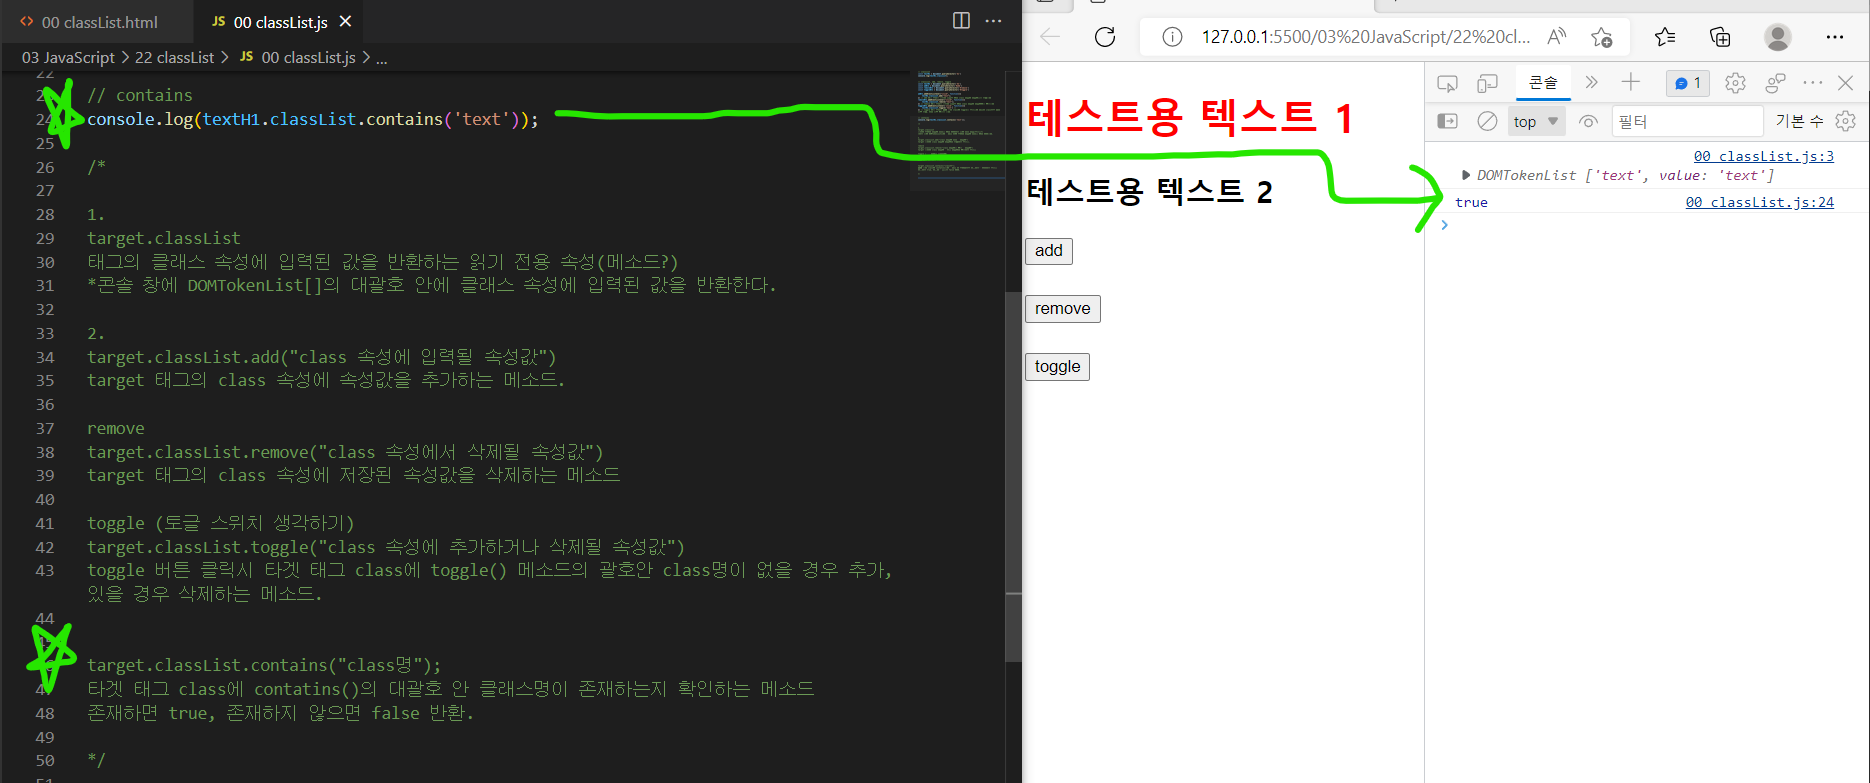 00 classList.html
JS 00 classList.js
03 JavaScript > 22 classList > JS 00 classList.js > ...
22
// contains
24 console.log(textH1.classList.contains('text'));
25
26 /*
27
28 1.
29 target.classList
30 태그의 클래스 속성에 입력된 값을 반환하는 읽기 전용 속성(메소드?)
31 *콘솔 창에 DOMTokenList[]의 대괄호 안에 클래스 속성에 입력된 값을 반환한다.
32
33 2.
34 target.classList.add("class 속성에 입력될 속성값")
35 target 태그의 class 속성에 속성값을 추가하는 메소드.
36
37 remove
38 target.classList.remove("class 속성에서 삭제될 속성값")
39 target 태그의 class 속성에 저장된 속성값을 삭제하는 메소드
40
41 toggle (토글 스위치 생각하기)
42 target.classList.toggle("class 속성에 추가하거나 삭제될 속성값")
43 toggle 버튼 클릭시 타겟 태그 class에 toggle() 메소드의 괄호안 class명이 없을 경우 추가,
있을 경우 삭제하는 메소드.
44
target.classList.contains("class명");
47 타겟 태그 class에 contatins()의 대괄호 안 클래스명이 존재하는지 확인하는 메소드
48 존재하면 true, 존재하지 않으면 false 반환.
49
50 */
51
127.0.0.1:5500/03%20JavaScript/22%20cl...
테스트용 텍스트 1
테스트용 텍스트 2
add
remove
toggle
콘솔
1
top
필터
기본 수
00 classList.js:3
DOMTokenList ['text', value: 'text']
true 00 classList.js:24